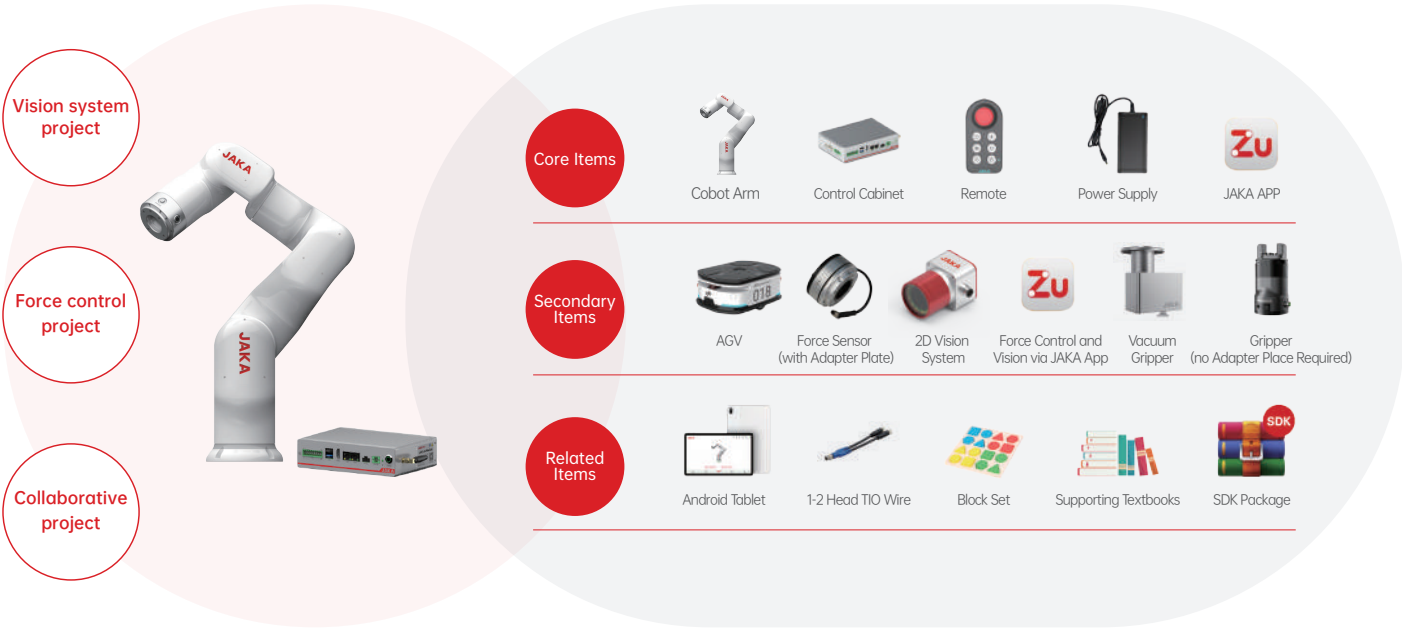 Vision system
project
Force control
project
Collaborative
project
JAKA
JAKA
Core Items
Cobot Arm
Control Cabinet
Remote
Power Supply
Zu
JAKA APP
Secondary
Items
018
JAKA
Zu
AGV
Force Sensor
(with Adapter Plate)
2D Vision
System
Force Control and
Vision via JAKA App
Vacuum
Gripper
Gripper
(no Adapter Place Required)
Related
Items
SDK
Android Tablet
1-2 Head TIO Wire
Block Set
Supporting Textbooks
SDK Package